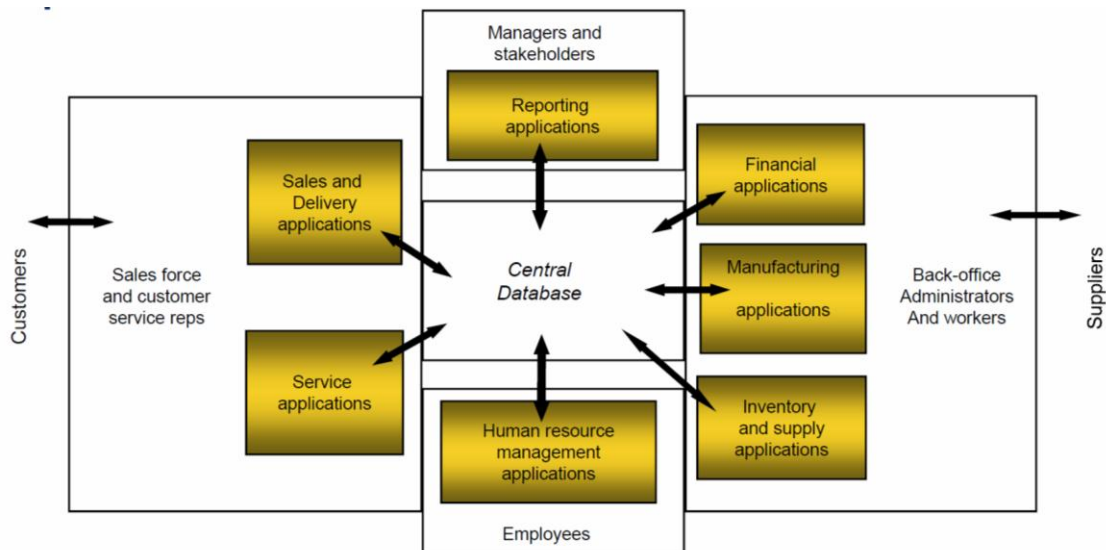 Managers and
stakeholders
Reporting
applications
Sales and
Delivery
applications
Financial
applications
Customers
Sales force
and customer
service reps
Central
Database
Manufacturing
applications
Back-office
Administrators
And workers
Suppliers
Service
applications
Human resource
management
applications
Inventory
and supply
applications
Employees